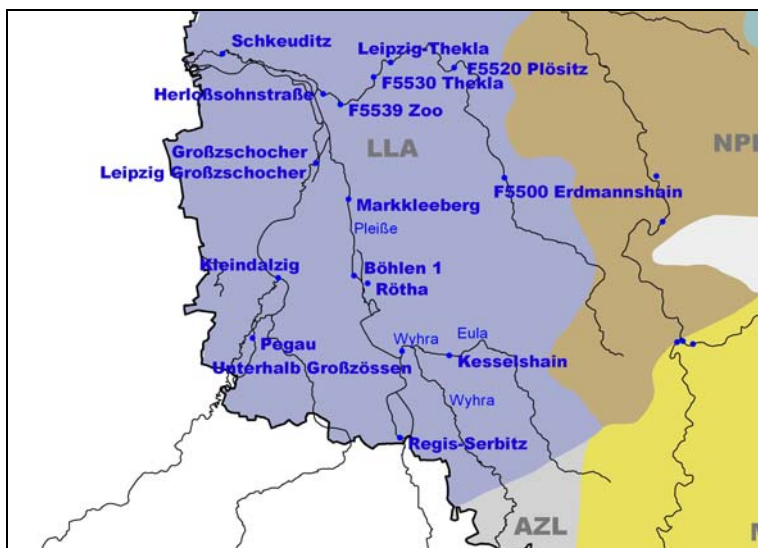 Schkeuditz
Leipzig-Thekla
F5520 Plösitz
F5530 Thekla
Herloßsohnstraße
F5539 Zoo
NPI
LLA
Großzschocher
Leipzig Großzschocher
F5500 Erdmannshain
Markkleeberg
Pleiße
Kleindalzig
Böhlen 1
Rötha
Pegau
Wyhra
Eula
Unterhalb Großzössen
Kesselshain
Wyhra
Regis-Serbitz
AZL